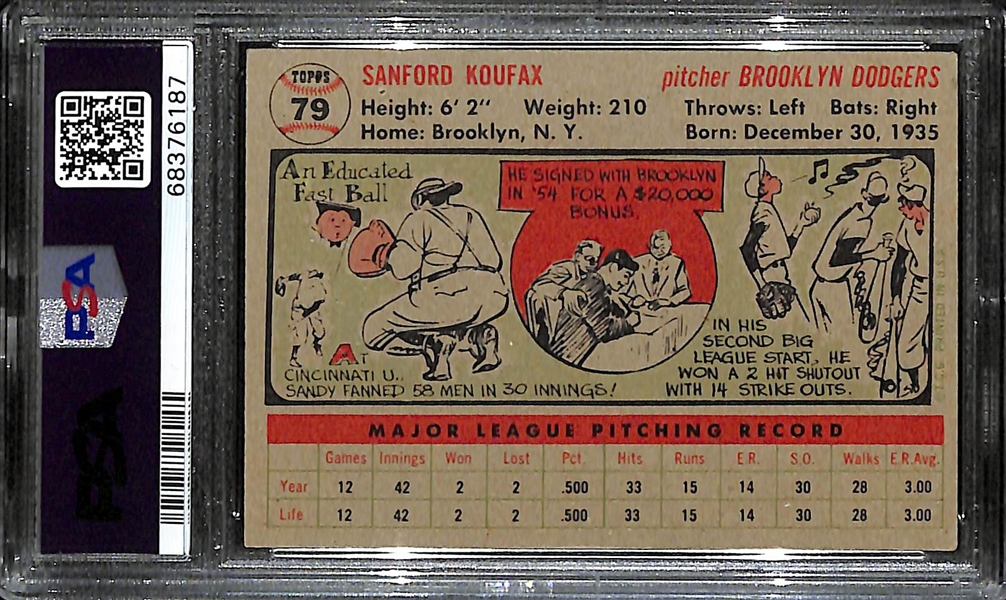 PSA
68376187
PSA
TOPPS
79
SANFORD KOUFAX
pitcher BROOKLYN DODGERS
Height: 6' 2" Weight: 210 Throws: Left Bats: Right
Home: Brooklyn, N. Y. Born: December 30, 1935
An Educated
Fast Ball
At
CINCINNATI U..
SANDY FANNED 58 MEN IN 30 INNINGS!
HE SIGNED WITH BROOKLYN
IN '54 FOR A $20,000
BONUS.
IN HIS
SECOND BIG
LEAGUE START, HE
WON A 2 HIT SHUTOUT
WITH 14 STRIKE OUTS.
© T.C.G. PRINTED IN U.S.A.
MAJOR LEAGUE PITCHING RECORD
Games Innings Won Lost Pct. Hits Runs E.R. S.O. Walks E.R.Avg.
Year 12 42 2 2 .500 33 15 14 30 28 3.00
Life 12 42 2 2 .500 33 15 14 30 28 3.00